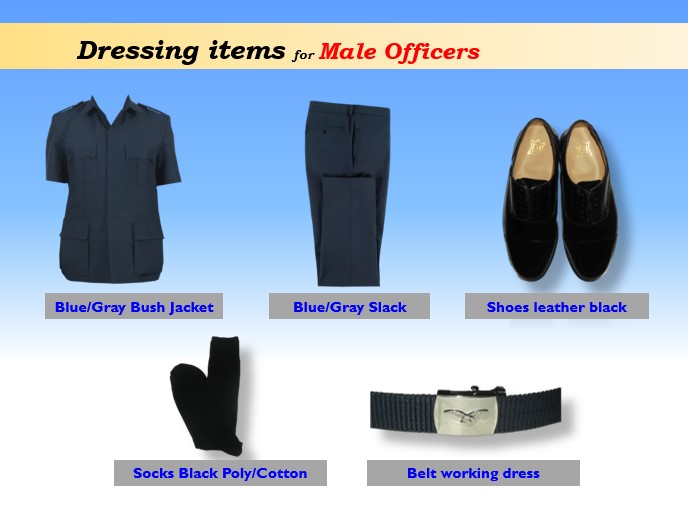 Dressing items for Male Officers
Blue/Gray Bush Jacket
Blue/Gray Slack
Shoes leather black
Socks Black Poly/Cotton
Belt working dress